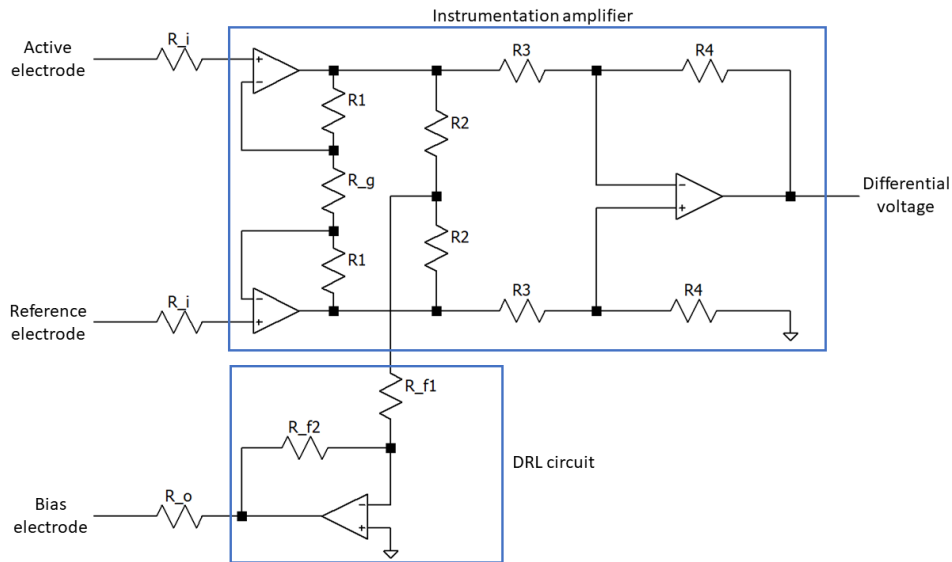 Instrumentation amplifier
Active
electrode
R_i
+
−
R1
R_g
R1
−
+
R2
R2
R3
R4
−
+
Differential
voltage
Reference
electrode
R_i
R3
R4
R_f1
R_f2
DRL circuit
Bias
electrode
R_o
−
+